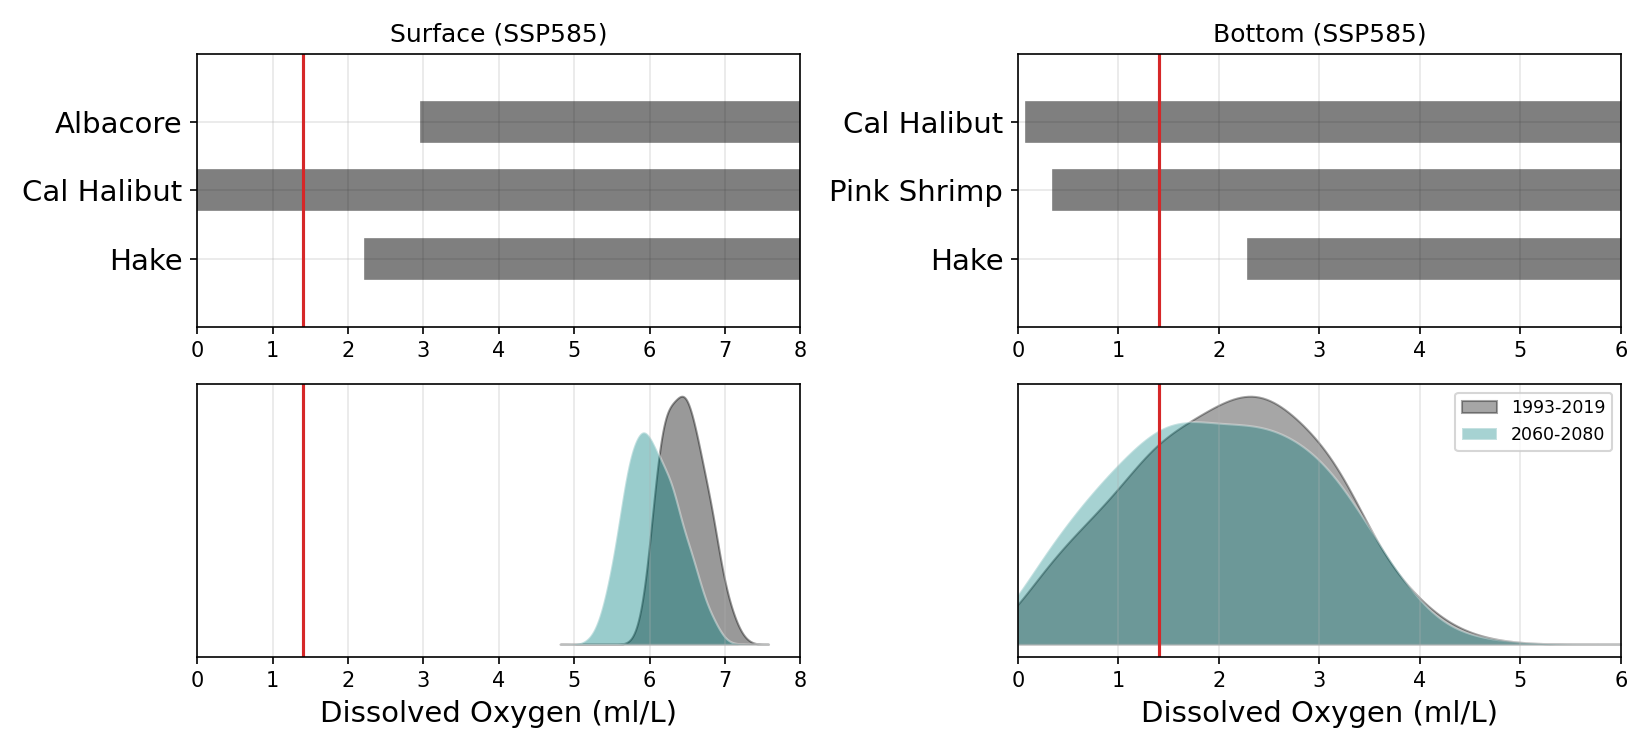 Surface (SSP585)
Albacore
Cal Halibut
Hake
0 1 2 3 4 5 6 7 8
Bottom (SSP585)
Cal Halibut
Pink Shrimp
Hake
0 1 2 3 4 5 6
0 1 2 3 4 5 6 7 8
Dissolved Oxygen (ml/L)
1993-2019
2060-2080
0 1 2 3 4 5 6
Dissolved Oxygen (ml/L)